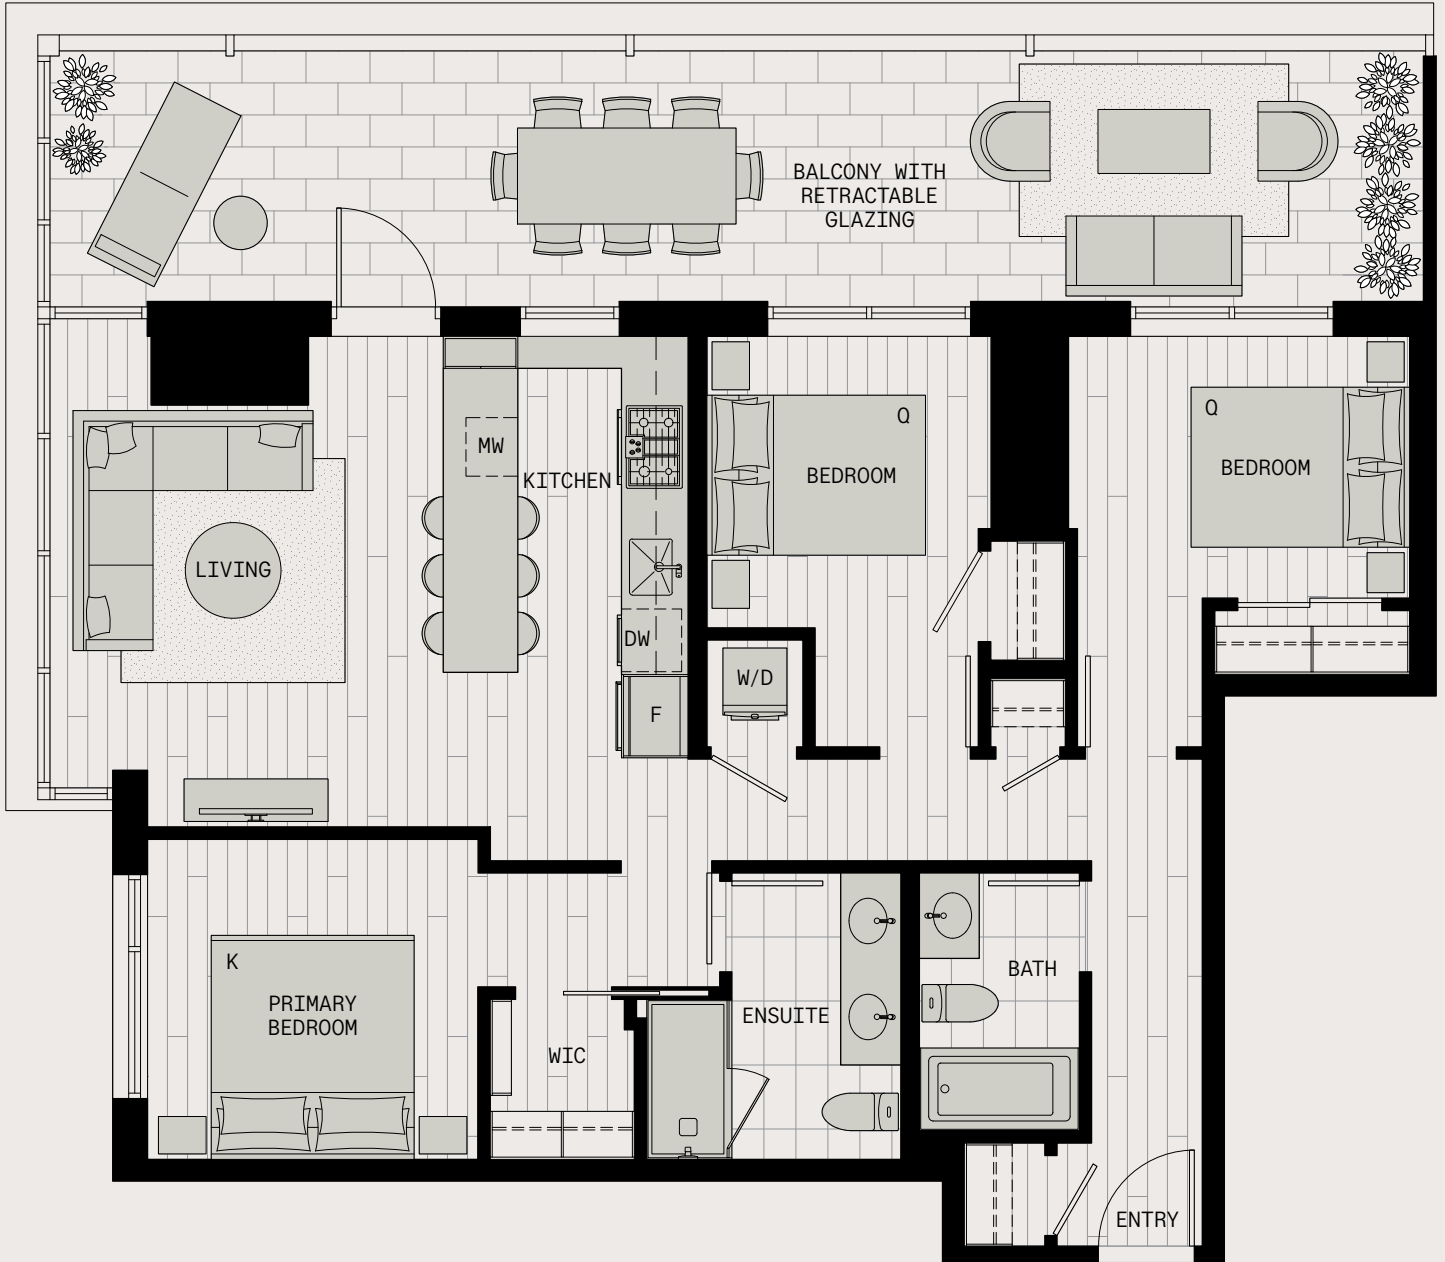 BALCONY WITH
RETRACTABLE
GLAZING
MW
KITCHEN
Q
BEDROOM
Q
BEDROOM
LIVING
DW
W/D
F
K
PRIMARY
BEDROOM
WIC
ENSUITE
BATH
ENTRY